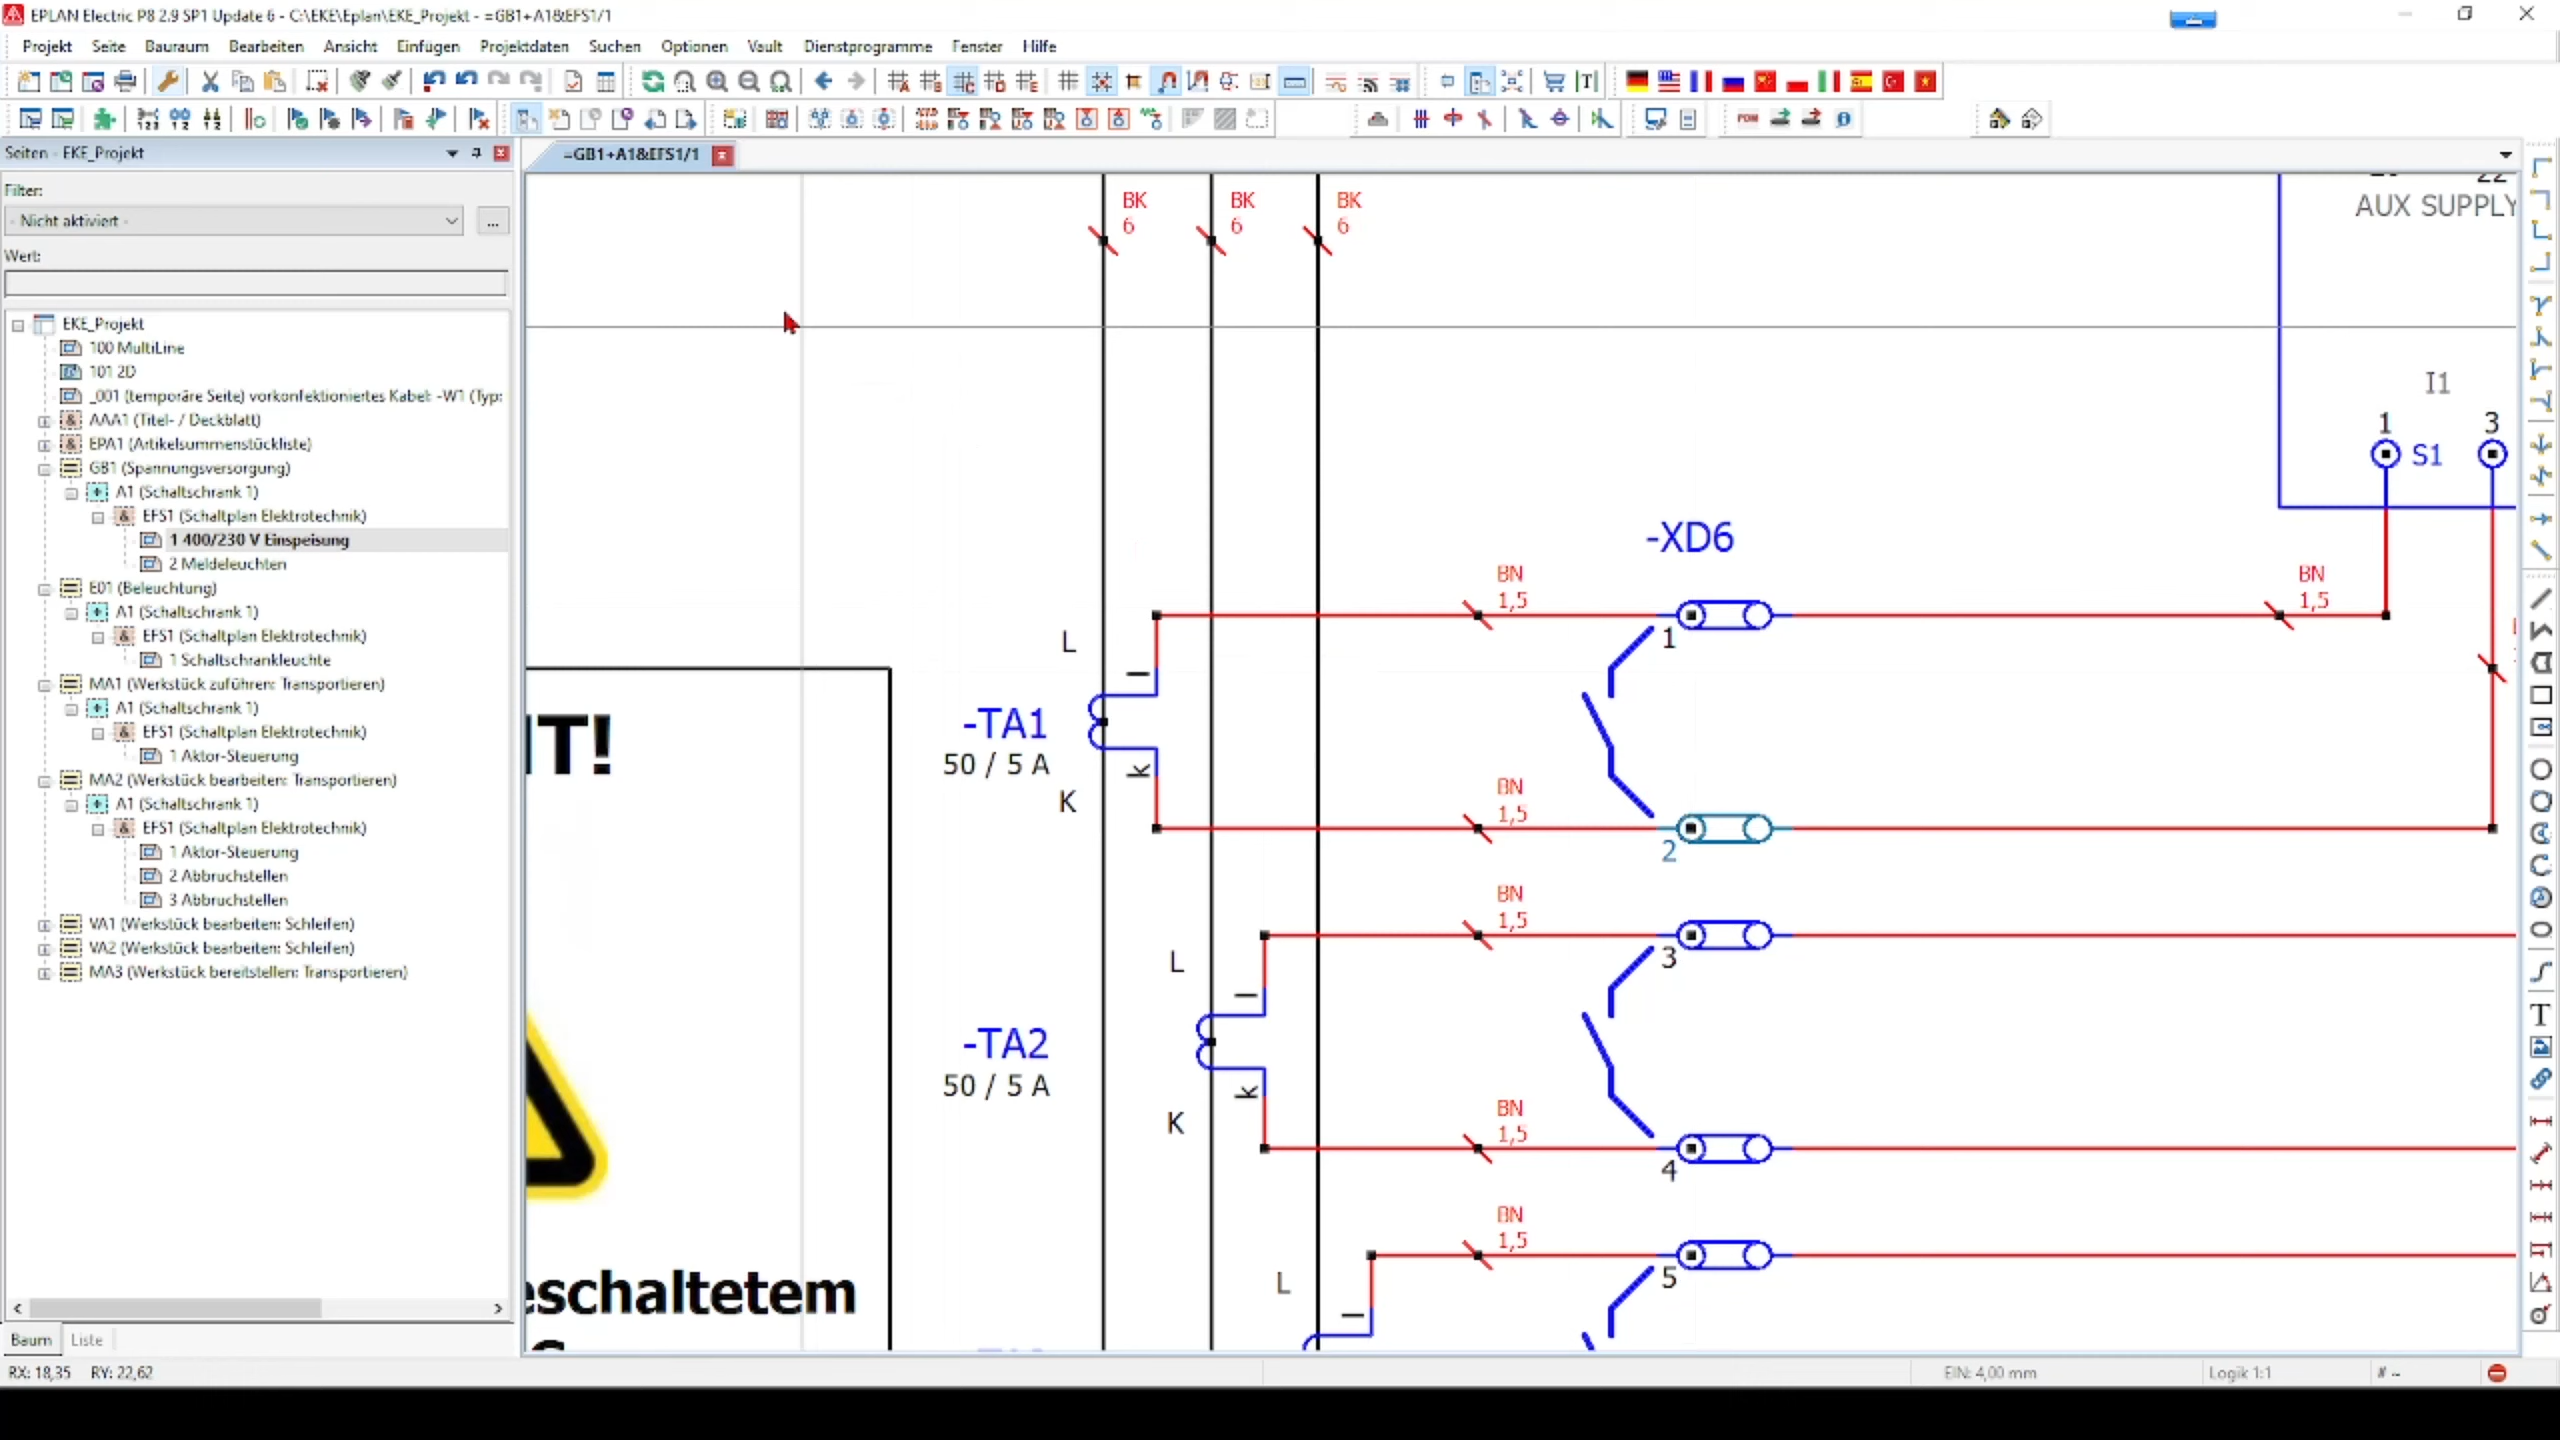 EPLAN Electric P8 2.9 SP1 Update 6 - C:\EKE\Eplan\EKE_Projekt - =GB1+A1&EFS1/1
Projekt Seite Bauraum Bearbeiten Ansicht Einfügen Projektdaten Suchen Optionen Vault Dienstprogramme Fenster Hilfe
Seiten - EKE_Projekt
=GB1+A1&EFS1/1
Filter:
- Nicht aktiviert -
...
Wert:
EKE_Projekt
100 MultiLine
101 2D
_001 (temporäre Seite) vorkonfektioniertes Kabel: -W1 (Typ:
AAA1 (Titel- / Deckblatt)
EPA1 (Artikelsummenstückliste)
GB1 (Spannungsversorgung)
A1 (Schaltschrank 1)
EFS1 (Schaltplan Elektrotechnik)
1 400/230 V Einspeisung
2 Meldeleuchten
E01 (Beleuchtung)
A1 (Schaltschrank 1)
EFS1 (Schaltplan Elektrotechnik)
1 Schaltschrankleuchte
MA1 (Werkstück zuführen: Transportieren)
A1 (Schaltschrank 1)
EFS1 (Schaltplan Elektrotechnik)
1 Aktor-Steuerung
MA2 (Werkstück bearbeiten: Transportieren)
A1 (Schaltschrank 1)
EFS1 (Schaltplan Elektrotechnik)
1 Aktor-Steuerung
2 Abbruchstellen
3 Abbruchstellen
VA1 (Werkstück bearbeiten: Schleifen)
VA2 (Werkstück bearbeiten: Schleifen)
MA3 (Werkstück bereitstellen: Transportieren)
Baum Liste
BK BK BK
6 6 6
22
AUX SUPPLY
I1
1 3
S1
-XD6
BN
1,5
BN
1,5
L
l
1
-TA1
50 / 5 A
k
K
BN
1,5
2
BN
1,5
L
l
3
-TA2
50 / 5 A
k
K
BN
1,5
4
BN
1,5
L
l
5
IT!
eschaltetem
RX: 18,35 RY: 22,62
EIN: 4,00 mm
Logik 1:1
# ~